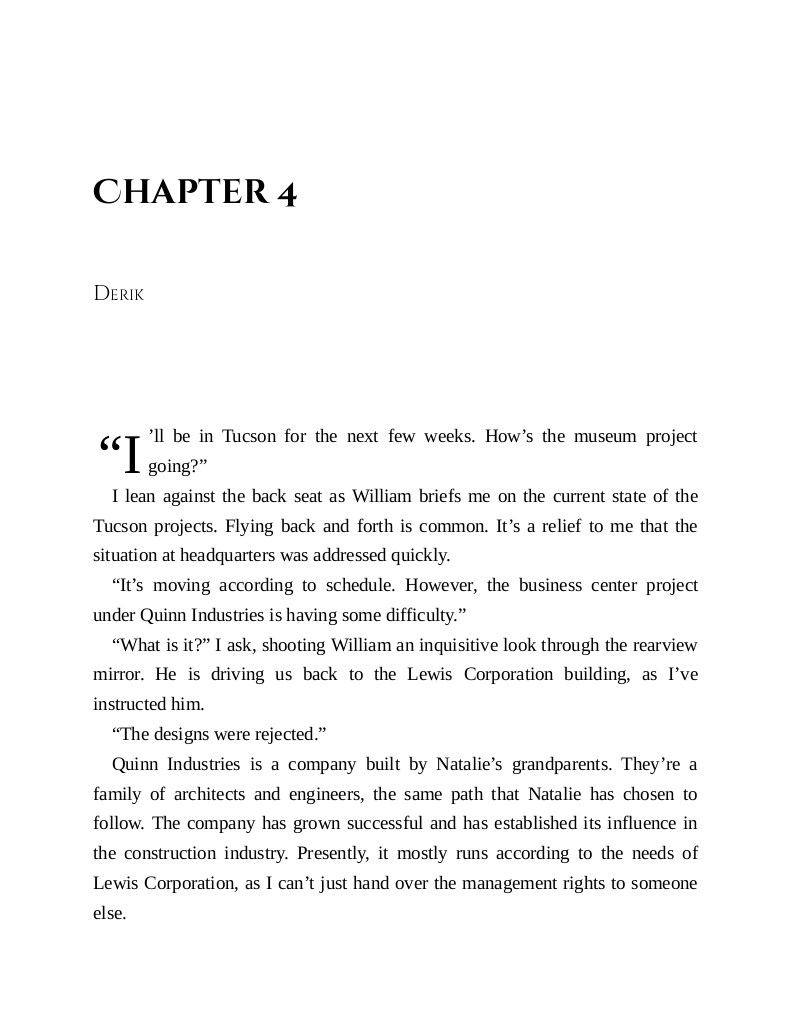 CHAPTER 4
DERIK
“I’ll be in Tucson for the next few weeks. How’s the museum project
going?”
I lean against the back seat as William briefs me on the current state of the
Tucson projects. Flying back and forth is common. It’s a relief to me that the
situation at headquarters was addressed quickly.
“It’s moving according to schedule. However, the business center project
under Quinn Industries is having some difficulty.”
“What is it?” I ask, shooting William an inquisitive look through the rearview
mirror. He is driving us back to the Lewis Corporation building, as I’ve
instructed him.
“The designs were rejected.”
Quinn Industries is a company built by Natalie’s grandparents. They’re a
family of architects and engineers, the same path that Natalie has chosen to
follow. The company has grown successful and has established its influence in
the construction industry. Presently, it mostly runs according to the needs of
Lewis Corporation, as I can’t just hand over the management rights to someone
else.